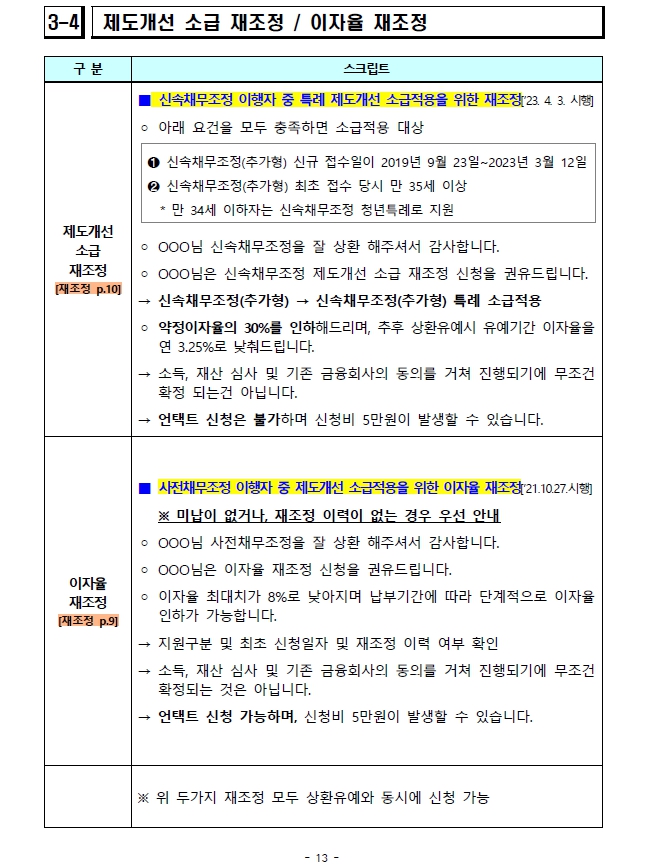 3-4 제도개선 소급 재조정 / 이자율 재조정
구 분 스크립트
제도개선
소급
재조정
[재조정 p.10]
■ 신속채무조정 이행자 중 특례 제도개선 소급적용을 위한 재조정['23. 4. 3. 시행]
○ 아래 요건을 모두 충족하면 소급적용 대상
❶ 신속채무조정(추가형) 신규 접수일이 2019년 9월 23일~2023년 3월 12일
❷ 신속채무조정(추가형) 최초 접수 당시 만 35세 이상
* 만 34세 이하자는 신속채무조정 청년특례로 지원
○ OOO님 신속채무조정을 잘 상환 해주셔서 감사합니다.
○ OOO님은 신속채무조정 제도개선 소급 재조정 신청을 권유드립니다.
→ 신속채무조정(추가형) → 신속채무조정(추가형) 특례 소급적용
○ 약정이자율의 30%를 인하해드리며, 추후 상환유예시 유예기간 이자율을
연 3.25%로 낮춰드립니다.
→ 소득, 재산 심사 및 기존 금융회사의 동의를 거쳐 진행되기에 무조건
확정 되는건 아닙니다.
→ 언택트 신청은 불가하며 신청비 5만원이 발생할 수 있습니다.
이자율
재조정
[재조정 p.9]
■ 사전채무조정 이행자 중 제도개선 소급적용을 위한 이자율 재조정['21.10.27.시행]
※ 미납이 없거나, 재조정 이력이 없는 경우 우선 안내
○ OOO님 사전채무조정을 잘 상환 해주셔서 감사합니다.
○ OOO님은 이자율 재조정 신청을 권유드립니다.
○ 이자율 최대치가 8%로 낮아지며 납부기간에 따라 단계적으로 이자율
인하가 가능합니다.
→ 지원구분 및 최초 신청일자 및 재조정 이력 여부 확인
→ 소득, 재산 심사 및 기존 금융회사의 동의를 거쳐 진행되기에 무조건
확정되는 것은 아닙니다.
→ 언택트 신청 가능하며, 신청비 5만원이 발생할 수 있습니다.
※ 위 두가지 재조정 모두 상환유예와 동시에 신청 가능
- 13 -